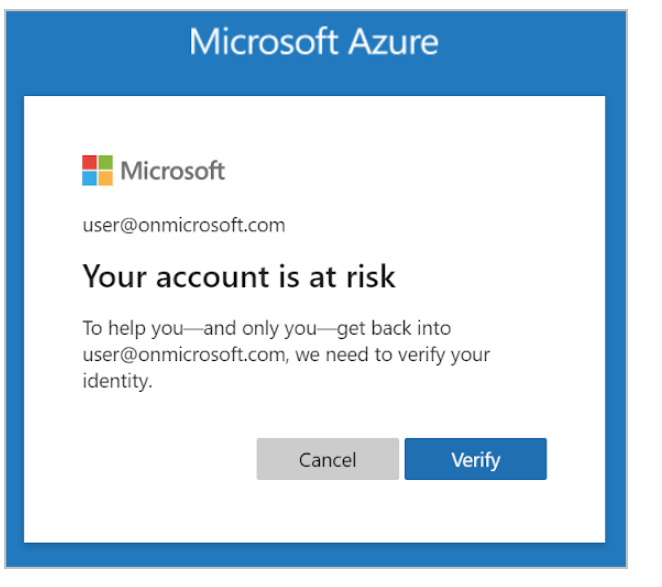 Microsoft Azure
Microsoft
user@onmicrosoft.com
Your account is at risk
To help you—and only you—get back into
user@onmicrosoft.com, we need to verify your
identity.
Cancel
Verify